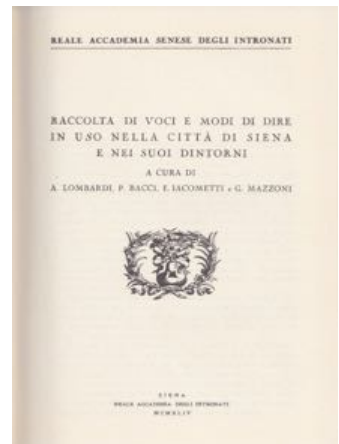 REALE ACCADEMIA SENESE DEGLI INTRONATI
RACCOLTA DI VOCI E MODI DI DIRE
IN USO NELLA CITTÀ DI SIENA
E NEI SUOI DINTORNI
A CURA DI
A. LOMBARDI, P. BACCI, F. IACOMETTI e G. MAZZONI
SIENA
REALE ACCADEMIA DEGLI INTRONATI
MCMXLIV